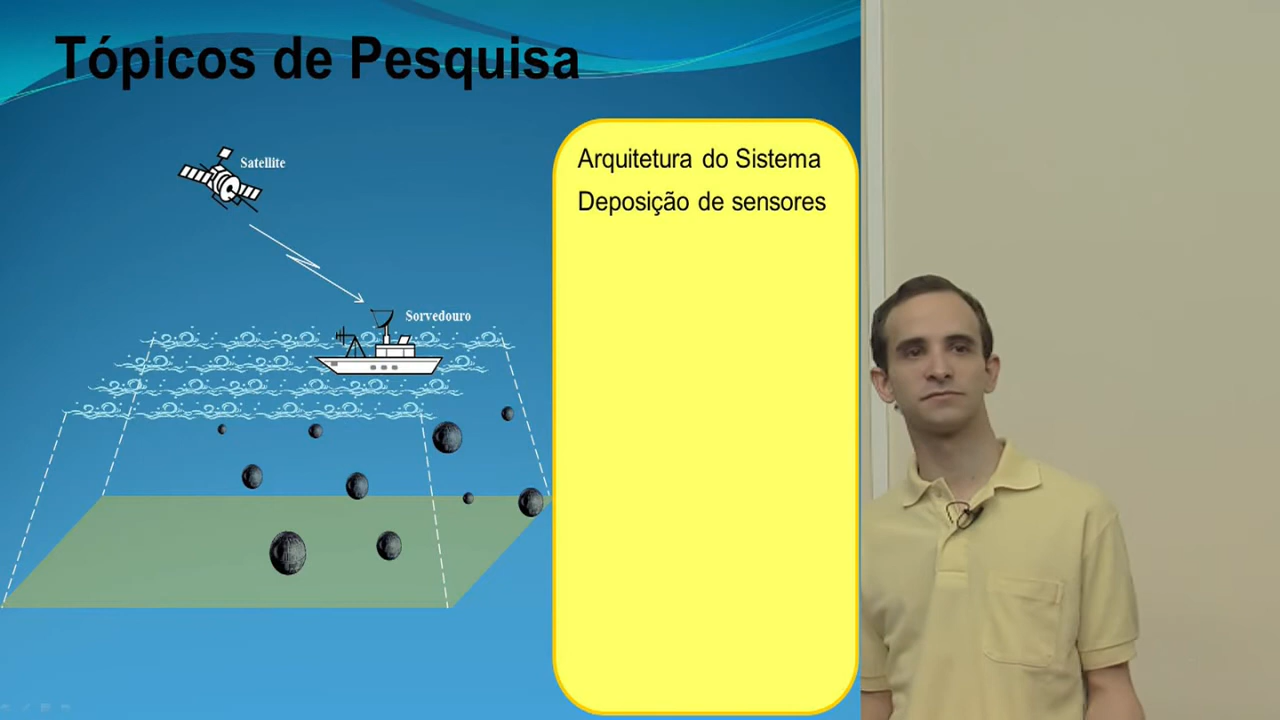 Tópicos de Pesquisa
Satellite
Sorvedouro
Arquitetura do Sistema
Deposição de sensores